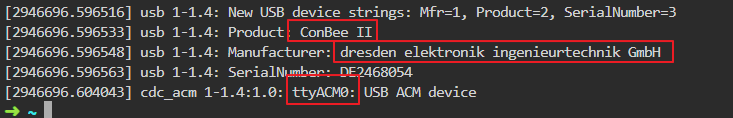 [2946696.596516] usb 1-1.4: New USB device strings: Mfr=1, Product=2, SerialNumber=3
[2946696.596533] usb 1-1.4: Product: ConBee II
[2946696.596548] usb 1-1.4: Manufacturer: dresden elektronik ingenieurtechnik GmbH
[2946696.596563] usb 1-1.4: SerialNumber: DE2468054
[2946696.604043] cdc_acm 1-1.4:1.0: ttyACM0: USB ACM device
➜ ~